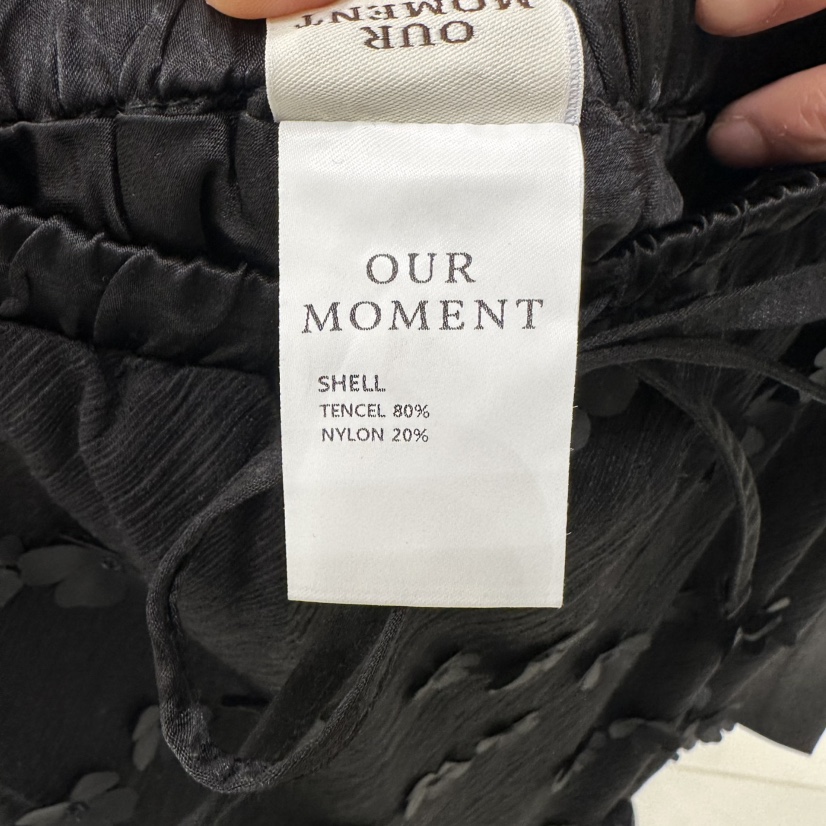 OUR
MOMENT
OUR
MOMENT
SHELL
TENCEL 80%
NYLON 20%